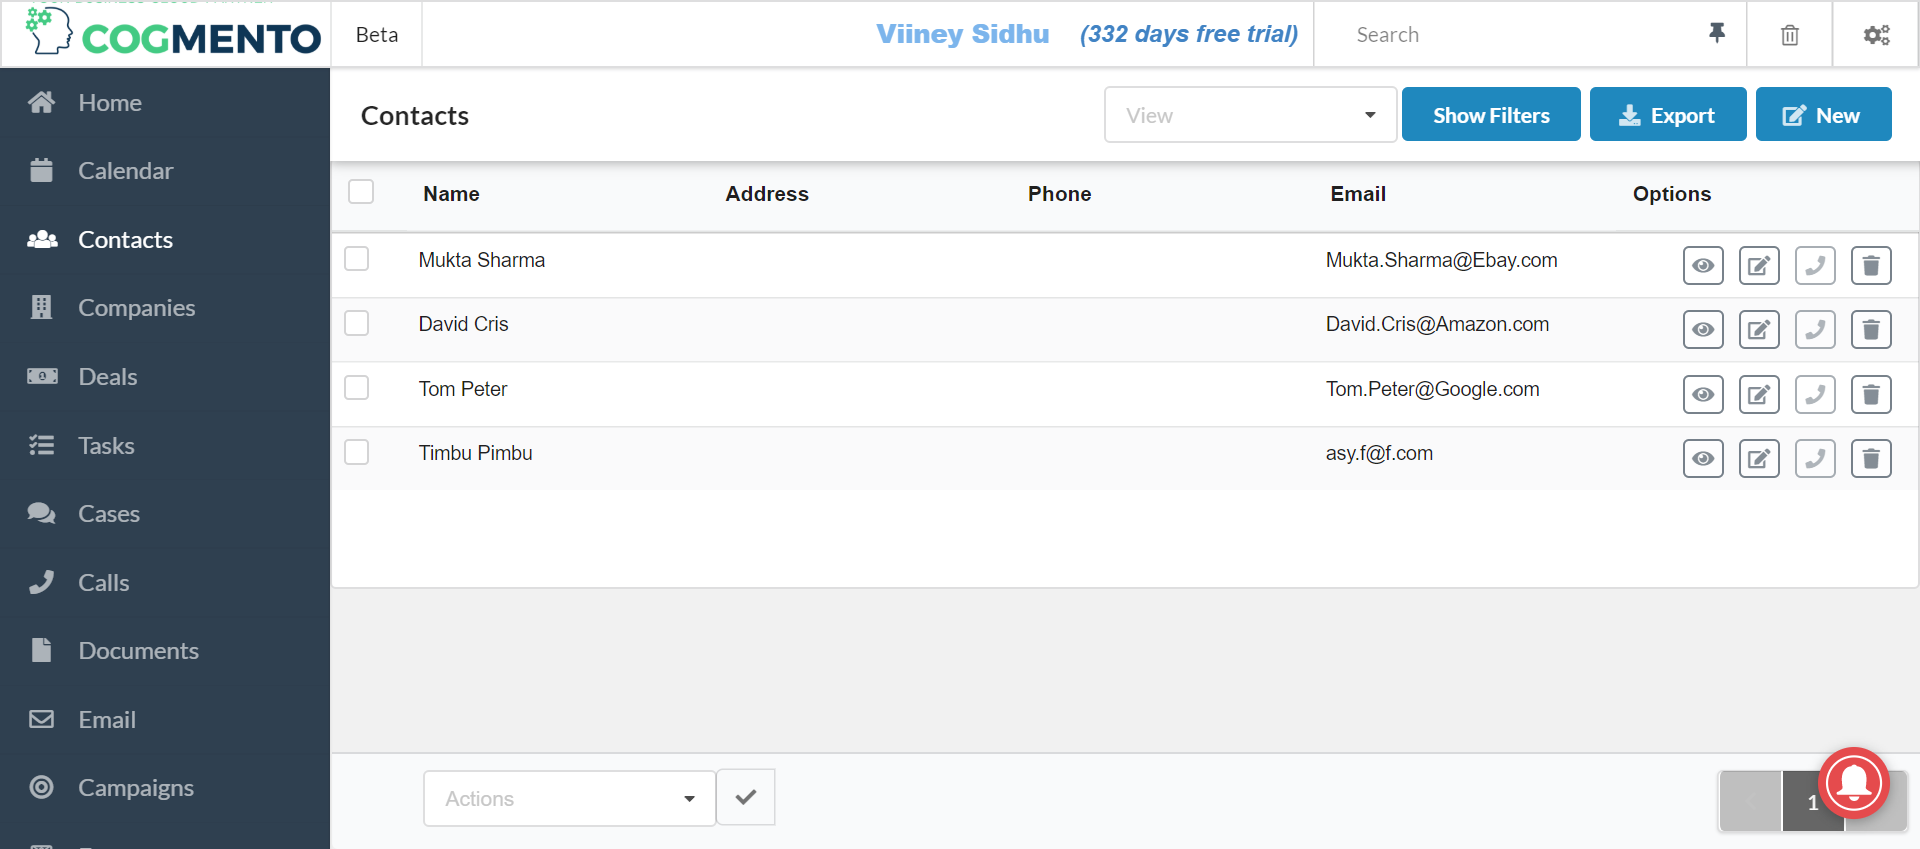 COGMENTO
Beta
Viiney Sidhu (332 days free trial)
Search
Home
Calendar
Contacts
Companies
Deals
Tasks
Cases
Calls
Documents
Email
Campaigns
Contacts
View
Show Filters
Export
New
Name Address Phone Email Options
Mukta Sharma Mukta.Sharma@Ebay.com
David Cris David.Cris@Amazon.com
Tom Peter Tom.Peter@Google.com
Timbu Pimbu asy.f@f.com
Actions
1